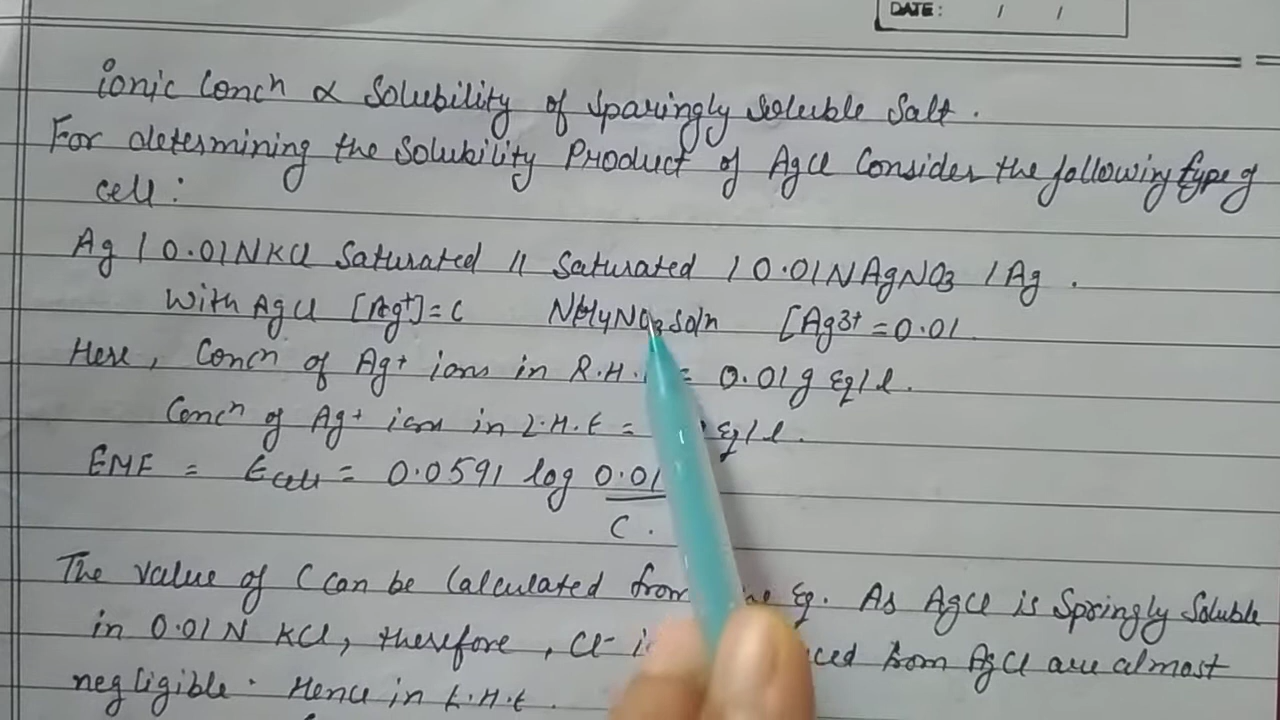 DATE: / /
ionic Concn ∝ Solubility of Sparingly Soluble Salt.
For determining the Solubility Product of AgCl Consider the following type of
cell:
Ag / 0.01N KCl Saturated // Saturated / 0.01N AgNO3 / Ag.
With AgCl [Ag+]=C NH4NO3 Soln [Ag3+ = 0.01
Here, Concn of Ag+ ions in R.H. = 0.01 g Eq/l.
Concn of Ag+ ions in L.H.E = Eq/l.
EMF = Ecell = 0.0591 log 0.01
C.
The value of C can be Calculated from Eq. As AgCl is Springly Soluble
in 0.01 N KCl, therefore, Cl- from AgCl are almost
negligible. Hence in L.H.E.